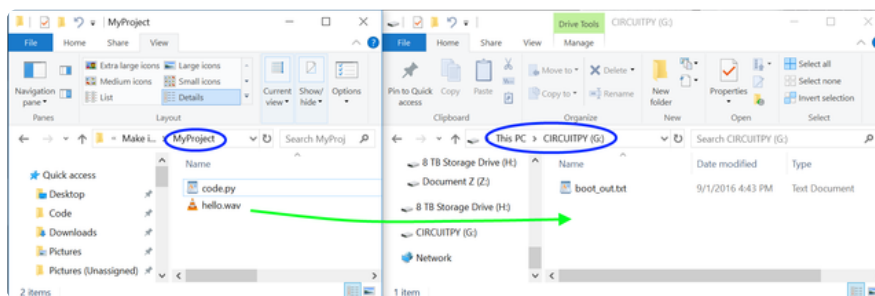 MyProject
File Home Share View
Navigation pane
Extra large icons
Large icons
Medium icons
Small icons
List
Details
Current view
Show/ hide
Options
Panes
Layout
Make i...
MyProject
Search MyProj
Quick access
Desktop
Code
Downloads
Pictures
Pictures (Unassigned)
Name
code.py
hello.wav
2 items
Drive Tools
CIRCUITPY (G:)
File Home Share View Manage
Pin to Quick access
Copy
Paste
Move to
Copy to
Delete
Rename
New folder
Properties
Select all
Select none
Invert selection
Clipboard
Organize
New
Open
Select
This PC
CIRCUITPY (G:)
Search CIRCUITPY (G:)
8 TB Storage Drive (H:)
Document Z (Z:)
8 TB Storage Drive (H:)
CIRCUITPY (G:)
Network
Name
Date modified
Type
boot_out.txt
9/1/2016 4:43 PM
Text Document
1 item